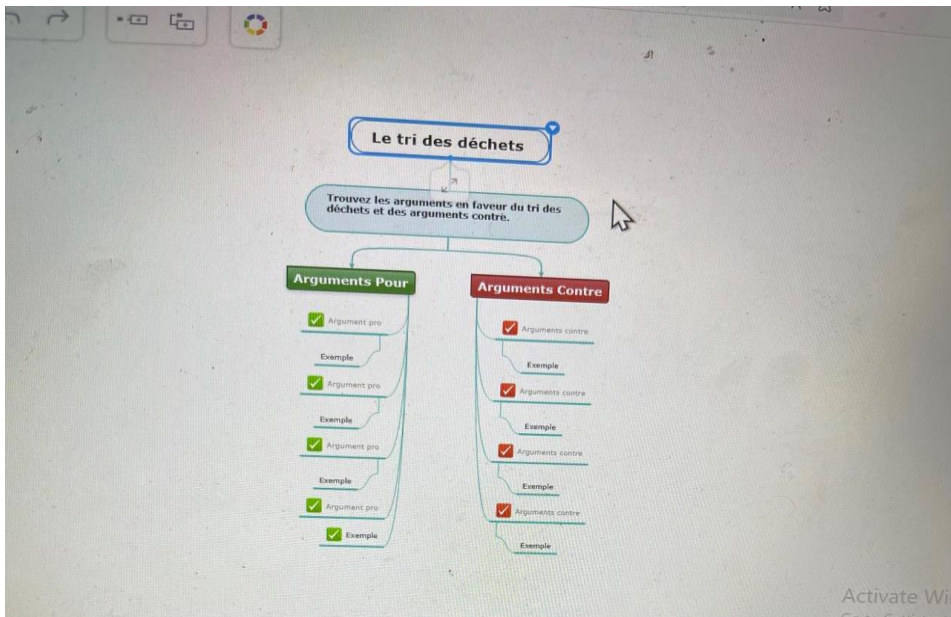 Le tri des déchets
Trouvez les arguments en faveur du tri des
déchets et des arguments contre.
Arguments Pour
Argument pro
Exemple
Argument pro
Exemple
Argument pro
Exemple
Argument pro
Exemple
Arguments Contre
Arguments contre
Exemple
Arguments contre
Exemple
Arguments contre
Exemple
Arguments contre
Exemple
Activate Wi